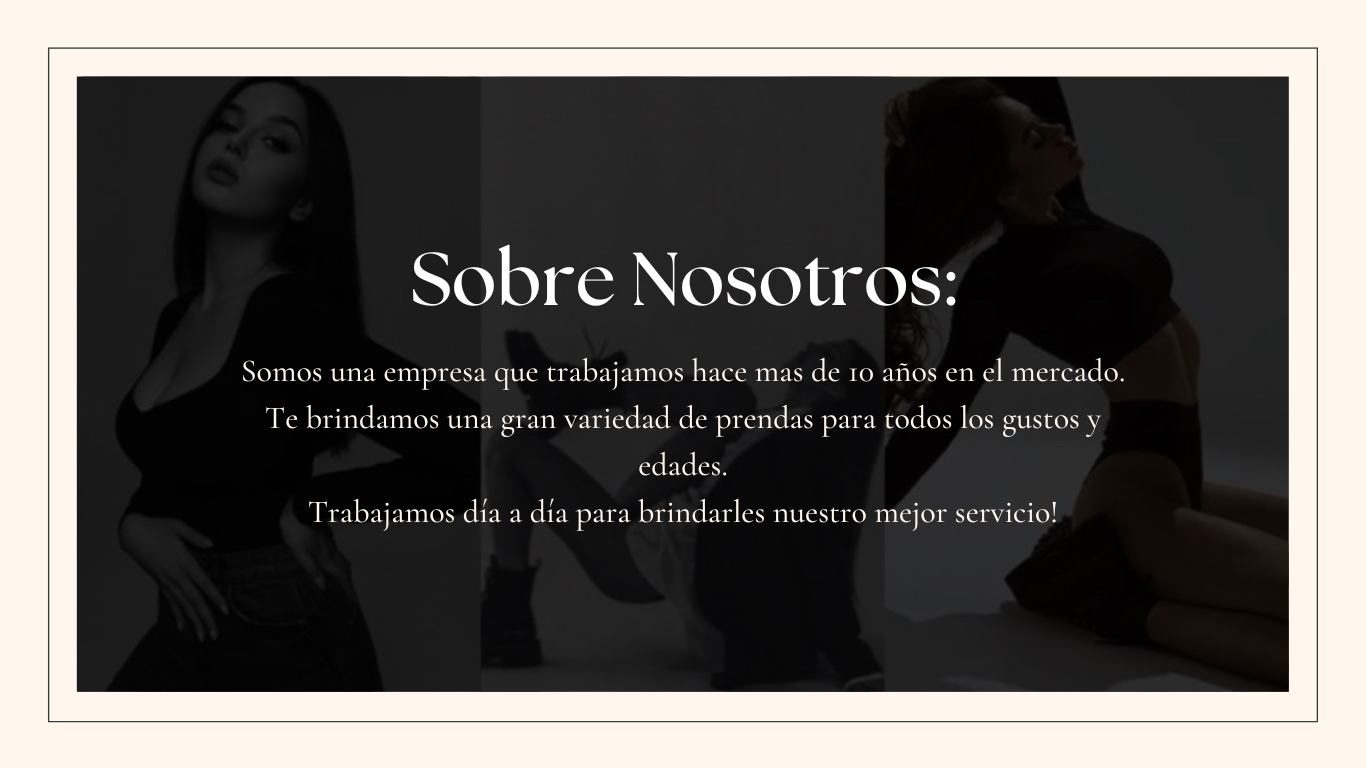 Sobre Nosotros:
Somos una empresa que trabajamos hace mas de 10 años en el mercado.
Te brindamos una gran variedad de prendas para todos los gustos y
edades.
Trabajamos día a día para brindarles nuestro mejor servicio!